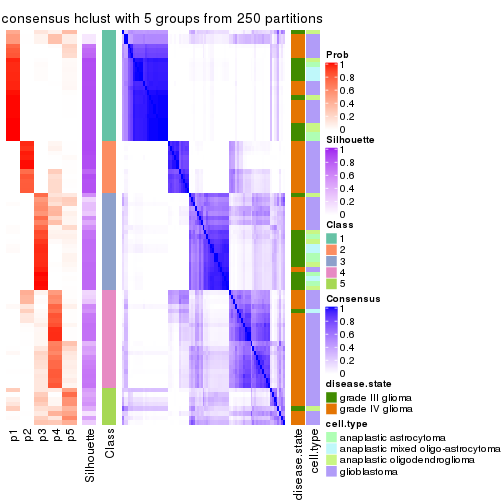 consensus hclust with 5 groups from 250 partitions
Prob
1
0.8
0.6
0.4
0.2
0
Silhouette
1
0.8
0.6
0.4
0.2
0
Class
1
2
3
4
5
Consensus
1
0.8
0.6
0.4
0.2
0
disease.state
grade III glioma
grade IV glioma
cell.type
anaplastic astrocytoma
anaplastic mixed oligo-astrocytoma
anaplastic oligodendroglioma
glioblastoma
p1
p2
p3
p4
p5
Silhouette
Class
disease.state
cell.type